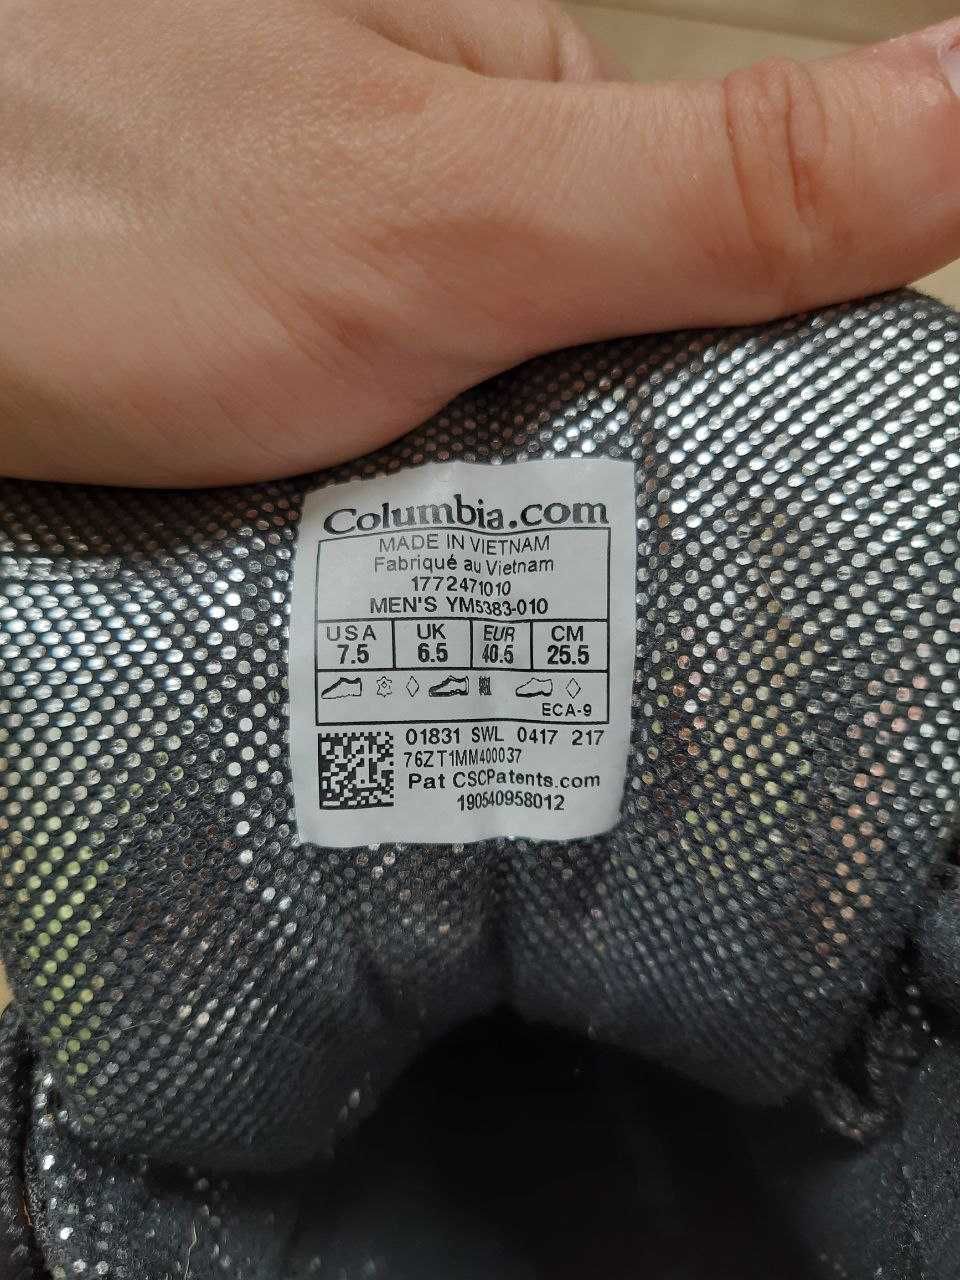 Columbia.com
MADE IN VIETNAM
Fabriqué au Vietnam
1772471010
MEN'S YM5383-010
USA UK EUR CM
7.5 6.5 40.5 25.5
ECA-9
01831 SWL 0417 217
76ZT1MM400037
Pat CSCPatents.com
190540958012